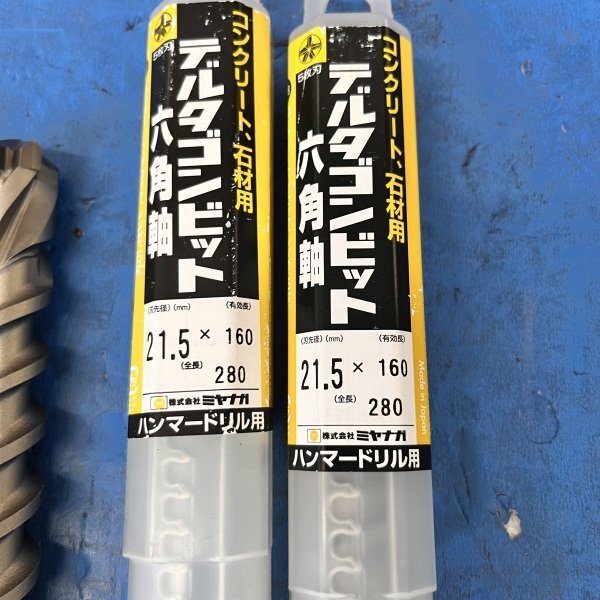 5枚刃
コンクリート、石材用
デルタゴンビット
六角軸
(刃先径)(mm) (有効長)
21.5 × 160
(全長) 280
株式会社 ミヤナガ
ハンマードリル用
5枚刃
コンクリート、石材用
デルタゴンビット
六角軸
(刃先径)(mm) (有効長)
21.5 × 160
(全長) 280
株式会社 ミヤナガ
ハンマードリル用
Made in Japan